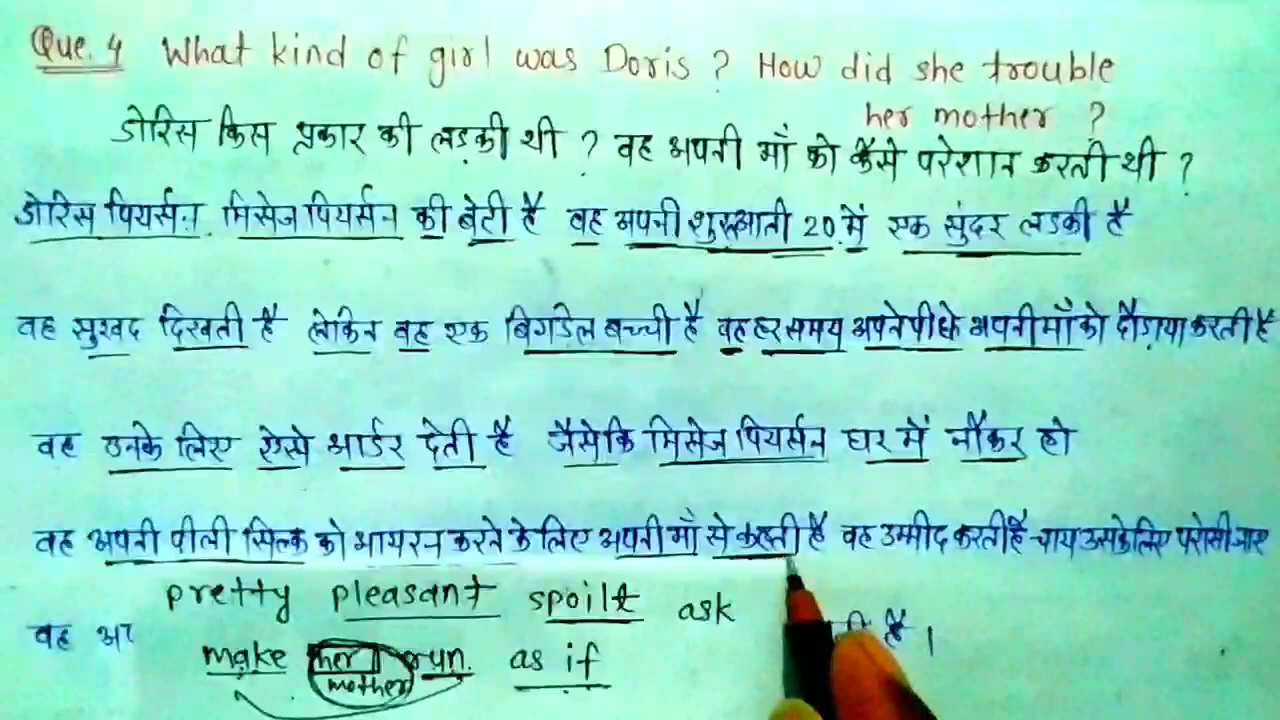 Que. 4 What kind of girl was Doris ? How did she trouble
her mother ?
डोरिस किस प्रकार की लड़की थी ? वह अपनी माँ को कैसे परेशान करती थी ?
डोरिस पियर्सन मिसेज पियर्सन की बेटी है वह अपनी शुरुआती 20 में एक सुंदर लडकी है
वह सुखद दिखती है लेकिन वह एक बिगडेल बच्ची है वह हर समय अपने पीछे अपनी माँ को दौड़ाया करती है
वह उनके लिए ऐसे आर्डर देती है जैसेकि मिसेज पियर्सन घर में नौकर हो
वह अपनी पीली सिल्क को आयरन करने के लिए अपनी माँ से कहती है वह उम्मीद करती है चाय उसके लिए परोसी जाए
pretty pleasant spoilt ask
वह है ।
make her run. as if
mother